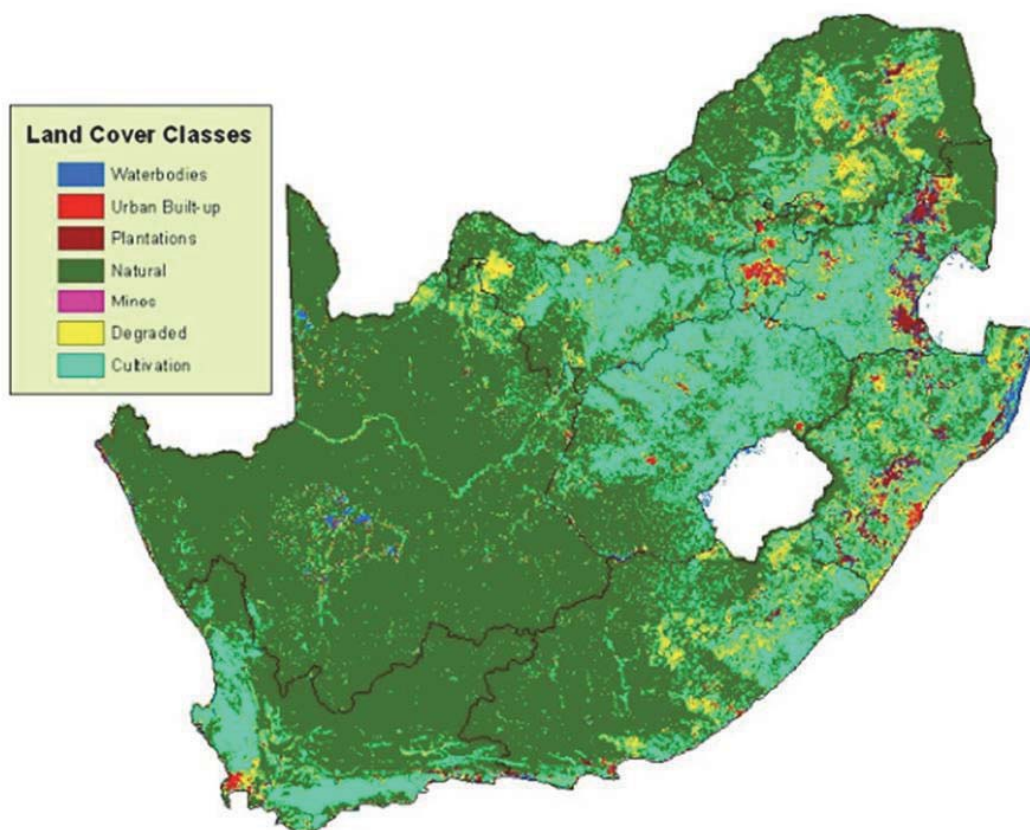 Land Cover Classes
Waterbodies
Urban Built-up
Plantations
Natural
Mines
Degraded
Cultivation